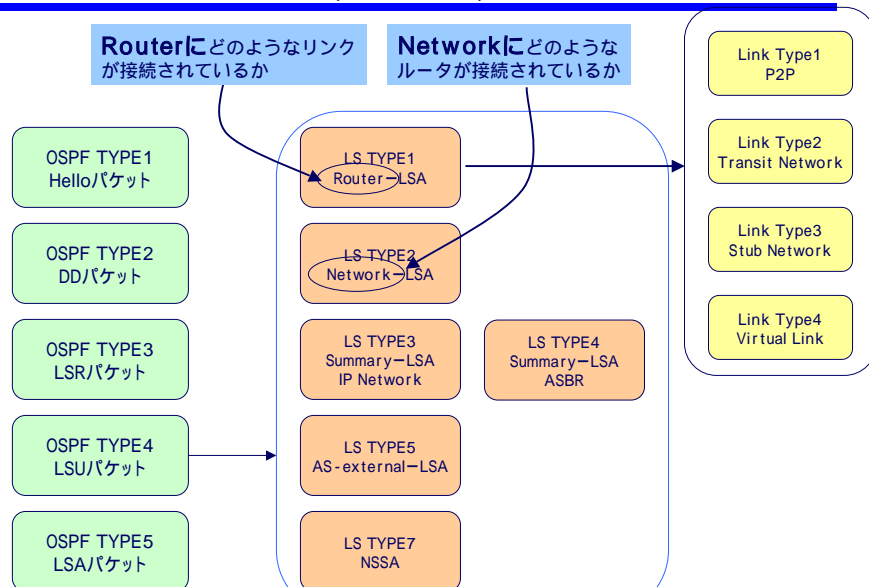 Routerにどのようなリンク
が接続されているか
Networkにどのような
ルータが接続されているか
OSPF TYPE1
Helloパケット
OSPF TYPE2
DDパケット
OSPF TYPE3
LSRパケット
OSPF TYPE4
LSUパケット
OSPF TYPE5
LSAパケット
LS TYPE1
Router－LSA
LS TYPE2
Network－LSA
LS TYPE3
Summary－LSA
IP Network
LS TYPE4
Summary－LSA
ASBR
LS TYPE5
AS-external－LSA
LS TYPE7
NSSA
Link Type1
P2P
Link Type2
Transit Network
Link Type3
Stub Network
Link Type4
Virtual Link